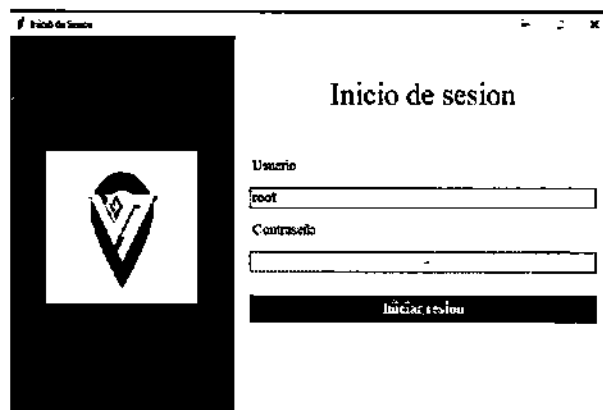 Inicio de Sesion
Inicio de sesion
Usuario
root
Contraseña
Iniciar sesion